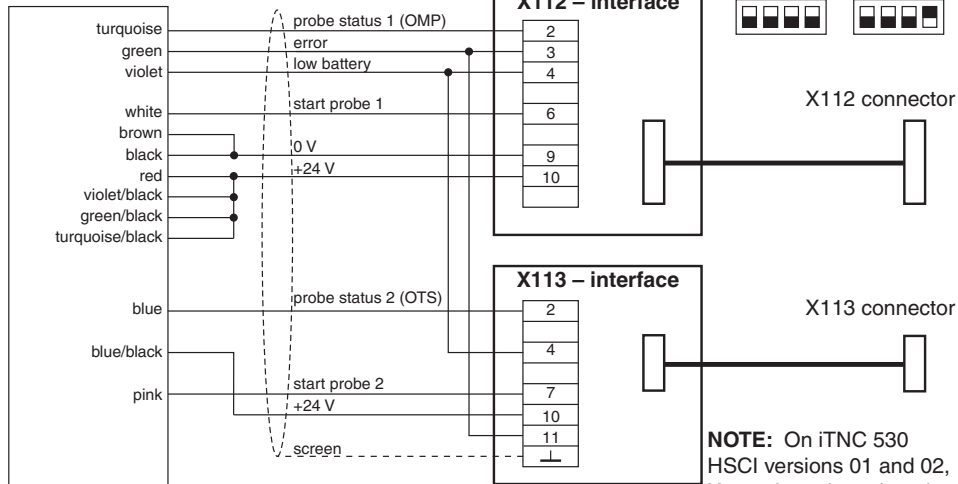 X112 – interface
turquoise
probe status 1 (OMP)
2
green
error
3
violet
low battery
4
X112 connector
white
start probe 1
6
brown
black
0 V
9
red
+24 V
10
violet/black
green/black
turquoise/black
X113 – interface
blue
probe status 2 (OTS)
2
X113 connector
blue/black
4
pink
start probe 2
7
+24 V
10
11
screen
NOTE: On iTNC 530
HSCI versions 01 and 02,